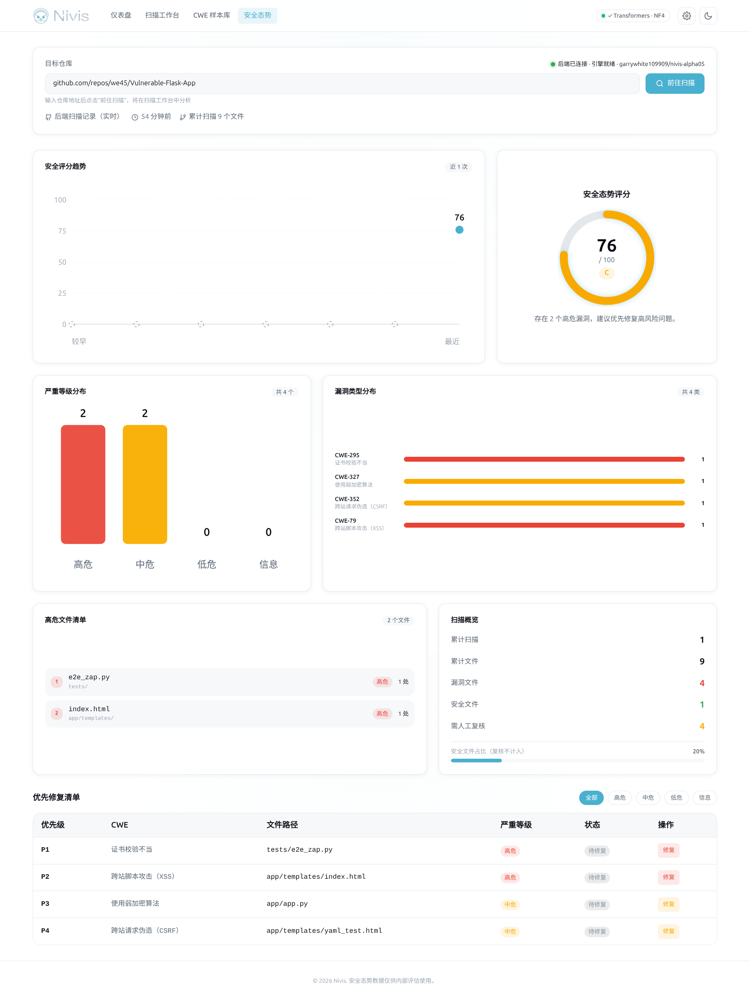 Nivis 仪表盘 扫描工作台 CWE 样本库 安全态势 ✓ Transformers · NF4
目标仓库 后端已连接 · 引擎就绪 · garrywhite109909/nivis-alpha05
github.com/repos/we45/Vulnerable-Flask-App 前往扫描
输入仓库地址后点击"前往扫描"，将在扫描工作台中分析
后端扫描记录（实时） 54 分钟前 累计扫描 9 个文件
安全评分趋势 近 1 次
100
76
75
50
25
0
较早 最近
安全态势评分
76
/ 100
C
存在 2 个高危漏洞，建议优先修复高风险问题。
严重等级分布 共 4 个
2 2 0 0
高危 中危 低危 信息
漏洞类型分布 共 4 类
CWE-295 1
证书校验不当
CWE-327 1
使用弱加密算法
CWE-352 1
跨站请求伪造（CSRF）
CWE-79 1
跨站脚本攻击（XSS）
高危文件清单 2 个文件
1 e2e_zap.py 高危 1 处
tests/
2 index.html 高危 1 处
app/templates/
扫描概览
累计扫描 1
累计文件 9
漏洞文件 4
安全文件 1
需人工复核 4
安全文件占比（复核不计入） 20%
优先修复清单 全部 高危 中危 低危 信息
优先级 CWE 文件路径 严重等级 状态 操作
P1 证书校验不当 tests/e2e_zap.py 高危 待修复 修复
P2 跨站脚本攻击（XSS） app/templates/index.html 高危 待修复 修复
P3 使用弱加密算法 app/app.py 中危 待修复 修复
P4 跨站请求伪造（CSRF） app/templates/yaml_test.html 中危 待修复 修复
© 2026 Nivis. 安全态势数据仅供内部评估使用。